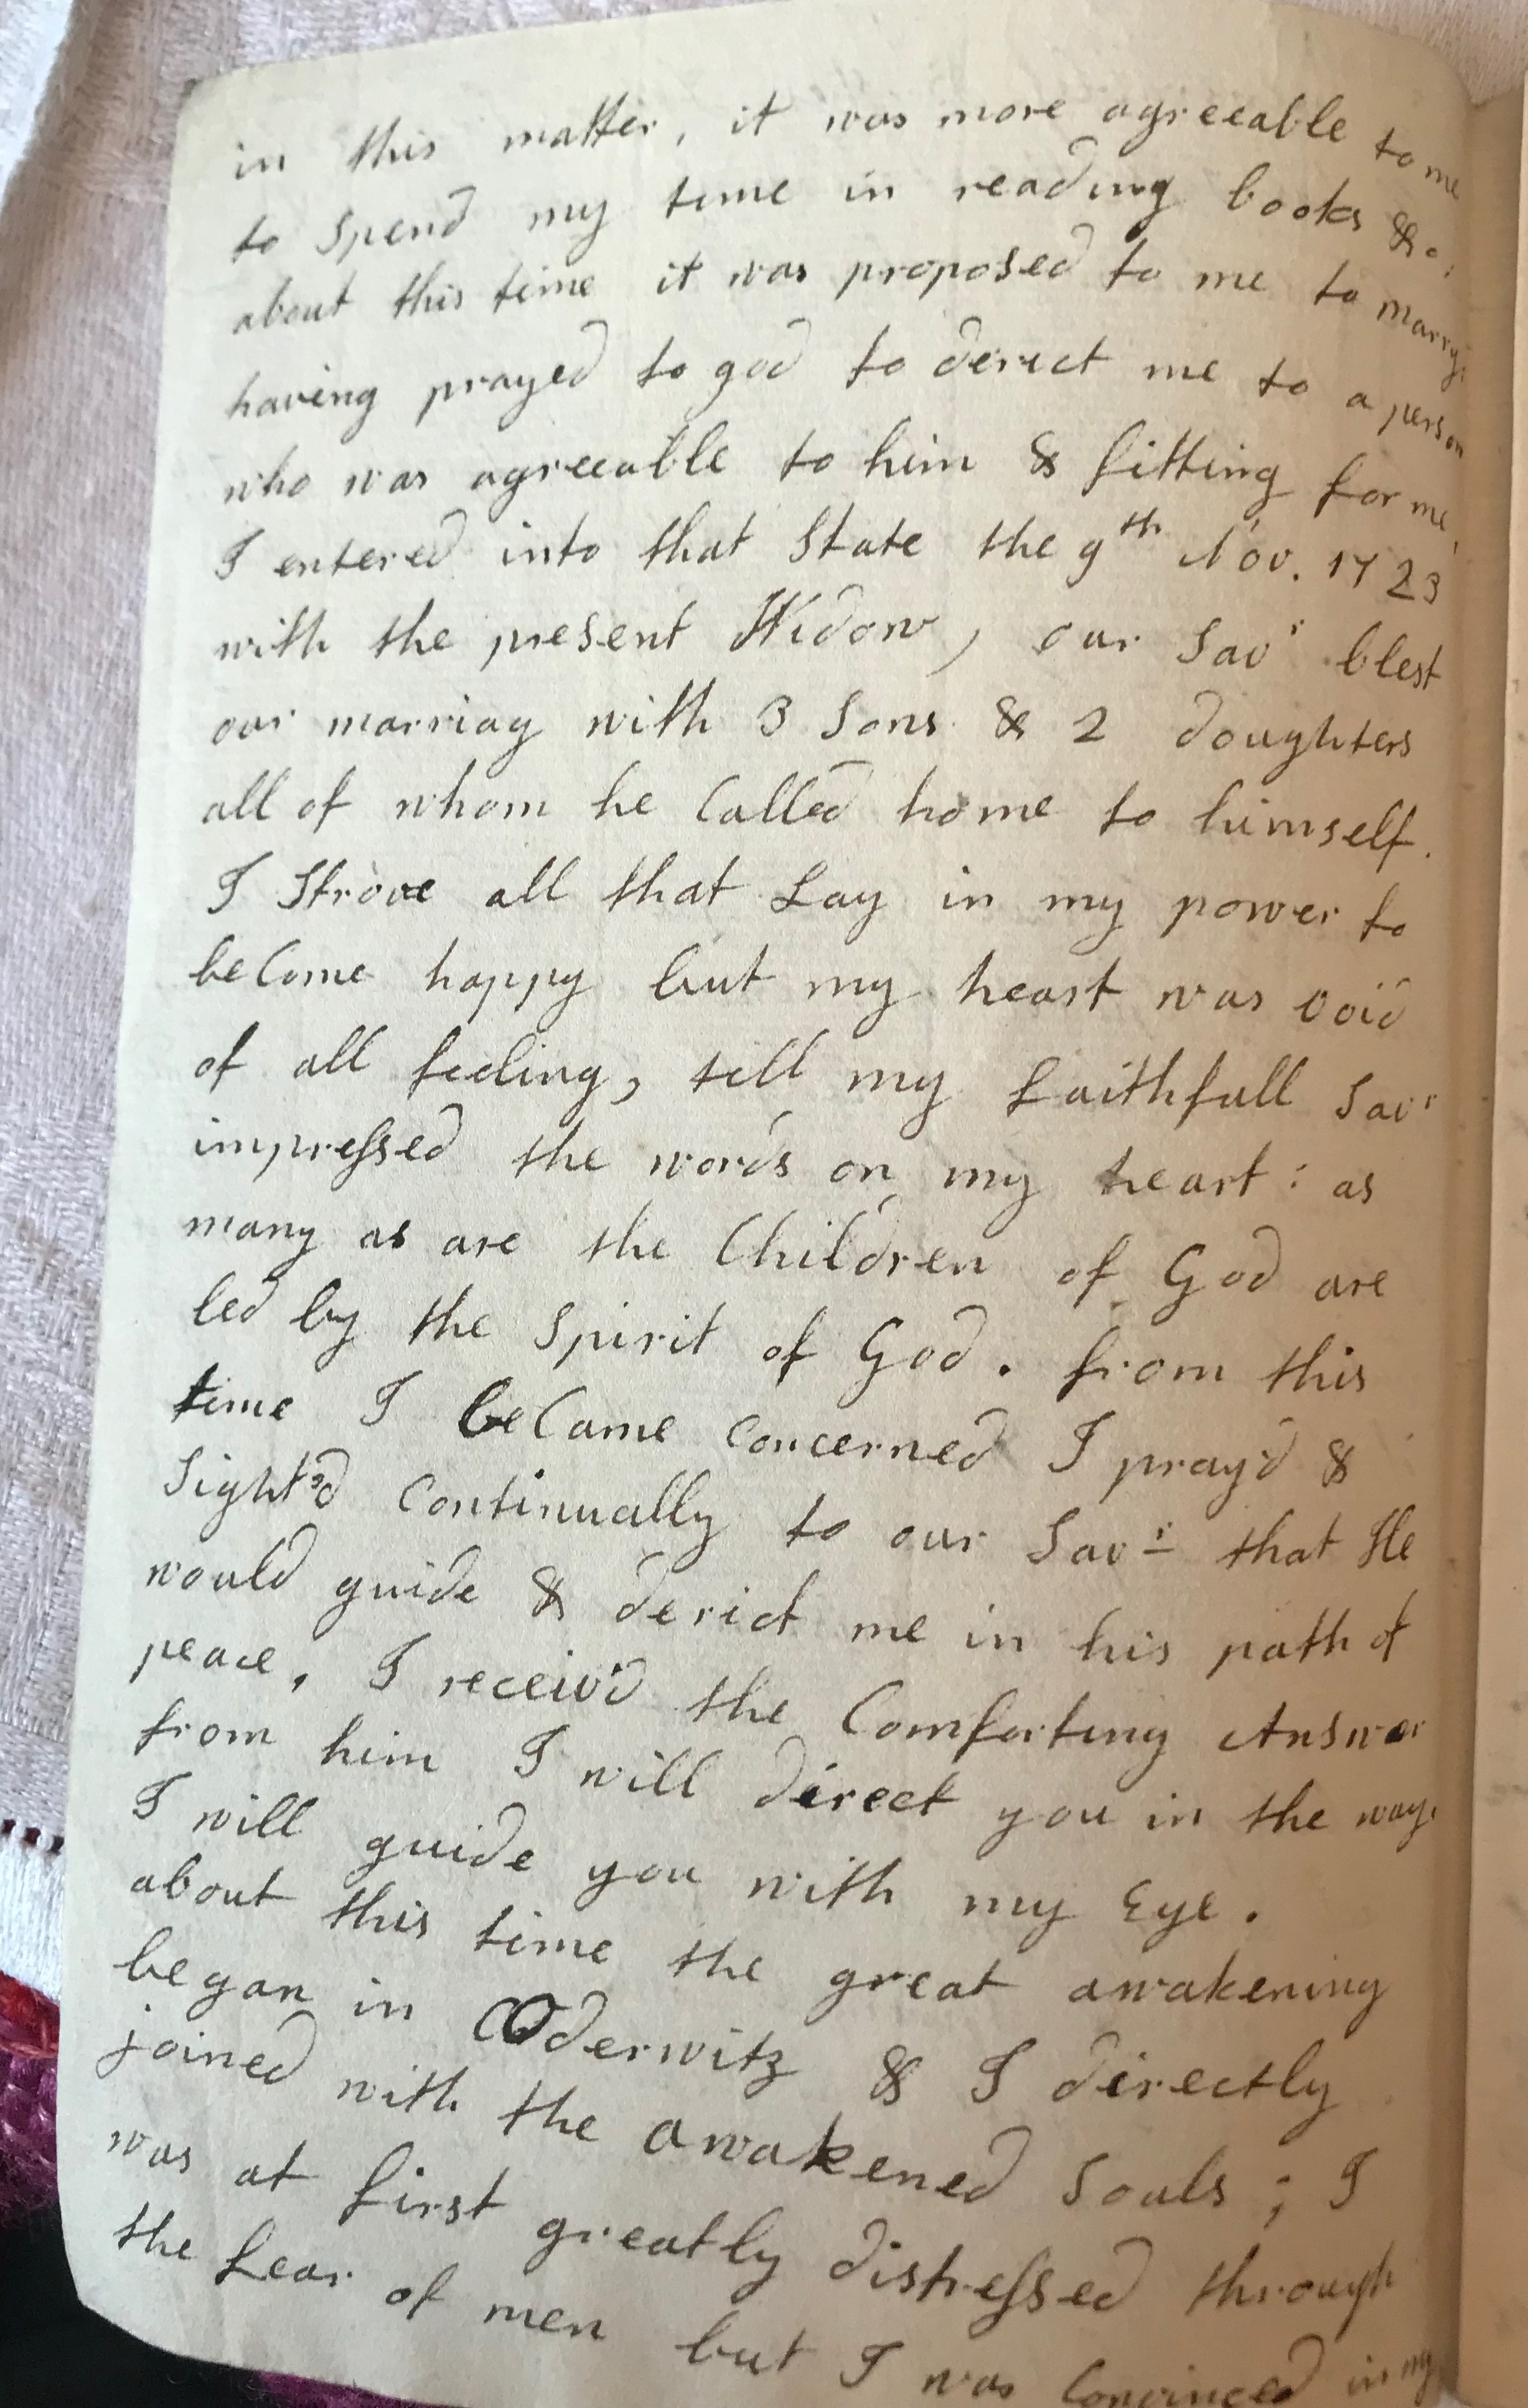 in this matter, it was more agreeable to me
to spend my time in reading books &c,
about this time it was proposed to me to marry,
having prayed to god to derect me to a person
who was agreeable to him & fitting for me,
I entered into that State the 9th Nov. 1723
with the present Widow, our Savr blest
our marriag with 3 Sons & 2 doughters
all of whom he Called home to himself.
I Strove all that Lay in my power to
beCome happy but my heart was void
of all feeling, till my faithfull Savr
impressed the words on my heart: as
many as are the Children of God are
led by the Spirit of God. from this
time I beCame Concerned I pray'd &
Sight'd Continually to our Savr that He
would guide & derict me in his path of
peace, I receiv'd the Comforting Answer
from him I will direct you in the way,
I will guide you with my Eye.
about this time the great awakening
began in Oderwitz & I directly
joined with the awakened Souls; I
was at first greatly distressed through
the fear of men but I was Convinced in my